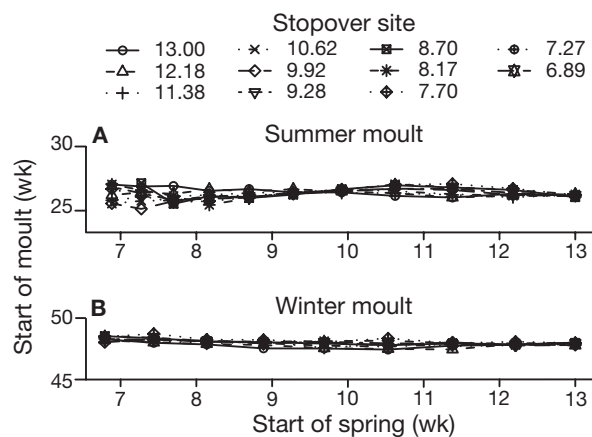 Stopover site
13.00 10.62 8.70 7.27
12.18 9.92 8.17 6.89
11.38 9.28 7.70
A Summer moult
30
25
7 8 9 10 11 12 13
B Winter moult
50
45
7 8 9 10 11 12 13
Start of moult (wk)
Start of spring (wk)